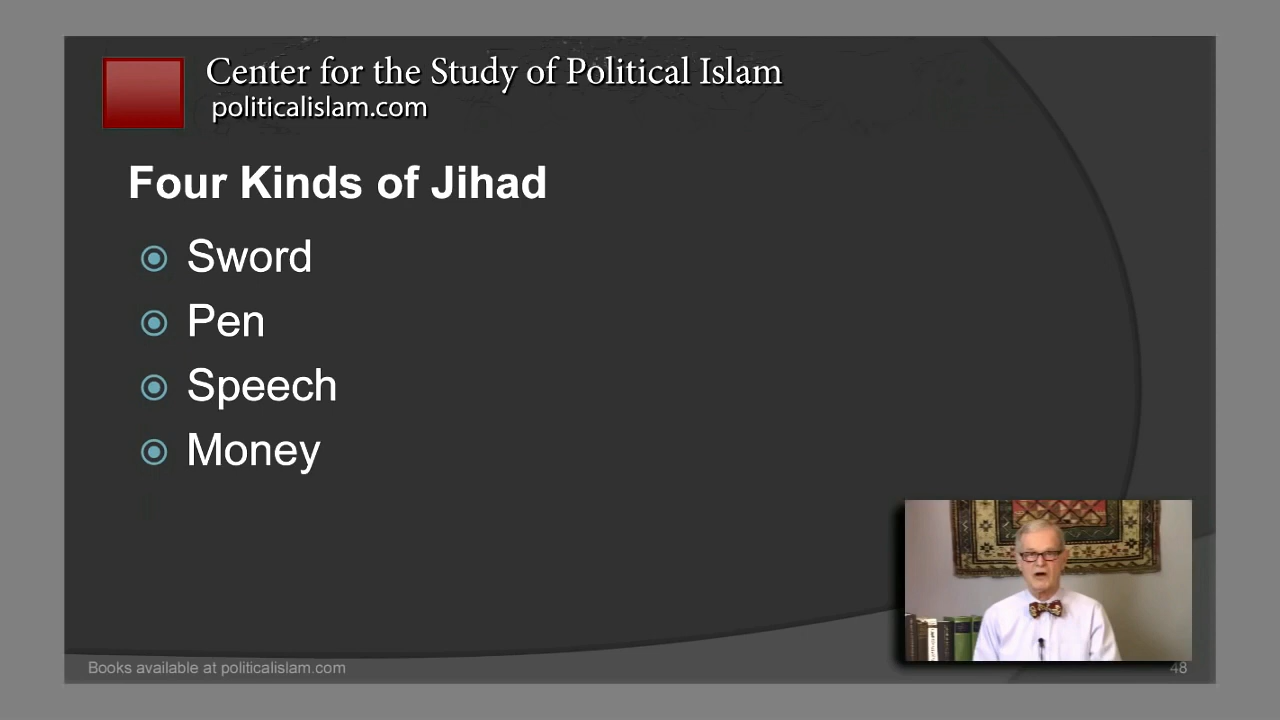 Center for the Study of Political Islam
politicalislam.com
Four Kinds of Jihad
Sword
Pen
Speech
Money
Books available at politicalislam.com
48